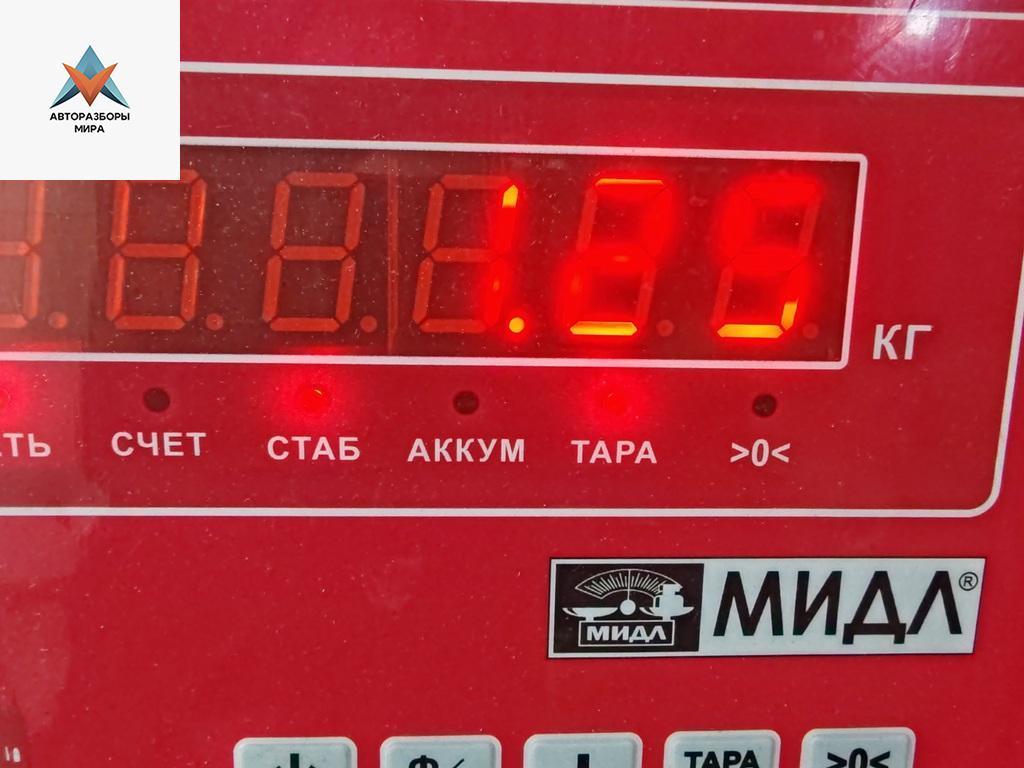 АВТОРАЗБОРЫ
МИРА
КГ
СЧЕТ СТАБ АККУМ ТАРА >0<
МИДЛ МИДЛ®
ТАРА >0<